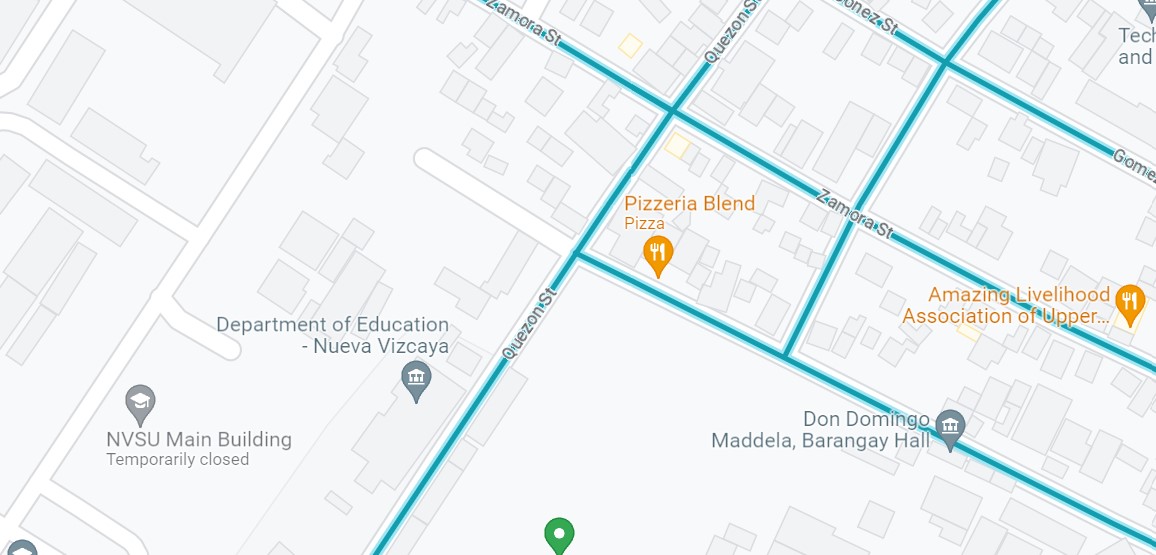 Zamora St
Quezon St
Tech
and
Pizzeria Blend
Pizza
Zamora St
Gomez
Amazing Livelihood
Association of Upper...
Quezon St
Department of Education
- Nueva Vizcaya
Don Domingo
Maddela, Barangay Hall
NVSU Main Building
Temporarily closed